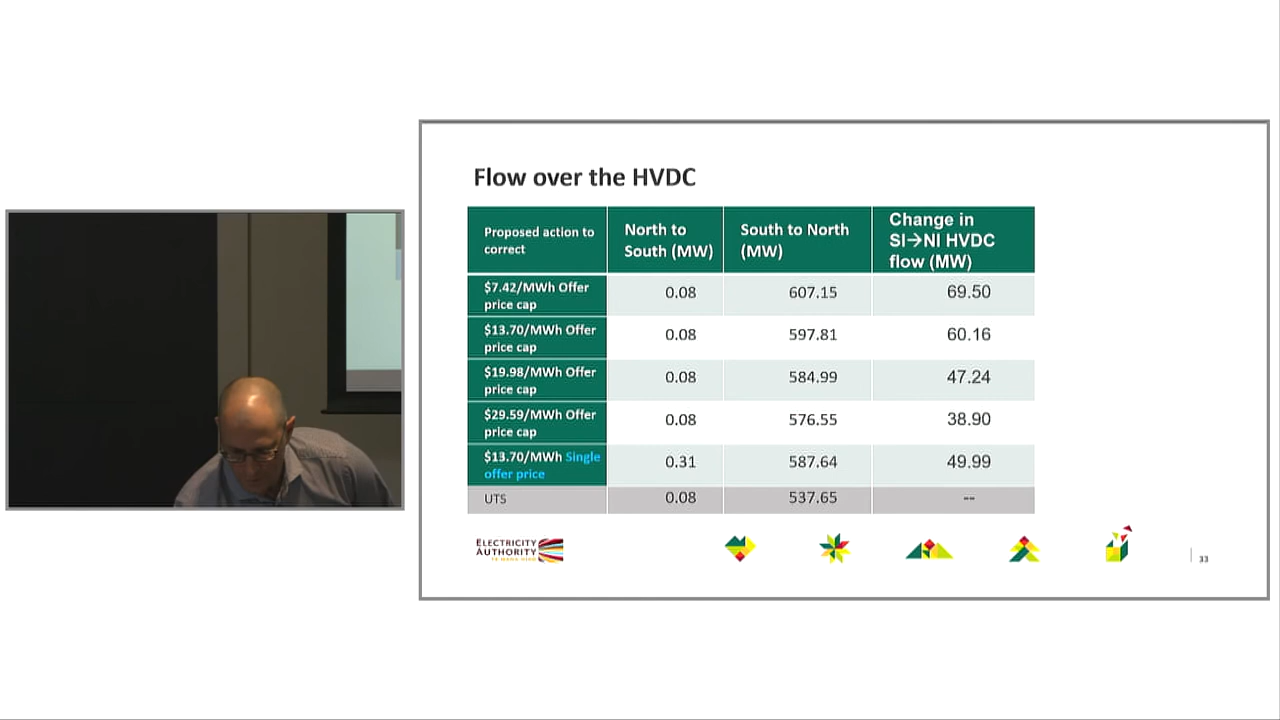 Flow over the HVDC
Proposed action to
correct
North to
South (MW)
South to North
(MW)
Change in
SI→NI HVDC
flow (MW)
$7.42/MWh Offer
price cap
0.08
607.15
69.50
$13.70/MWh Offer
price cap
0.08
597.81
60.16
$19.98/MWh Offer
price cap
0.08
584.99
47.24
$29.59/MWh Offer
price cap
0.08
576.55
38.90
$13.70/MWh Single
offer price
0.31
587.64
49.99
UTS
0.08
537.65
--
ELECTRICITY
AUTHORITY
33